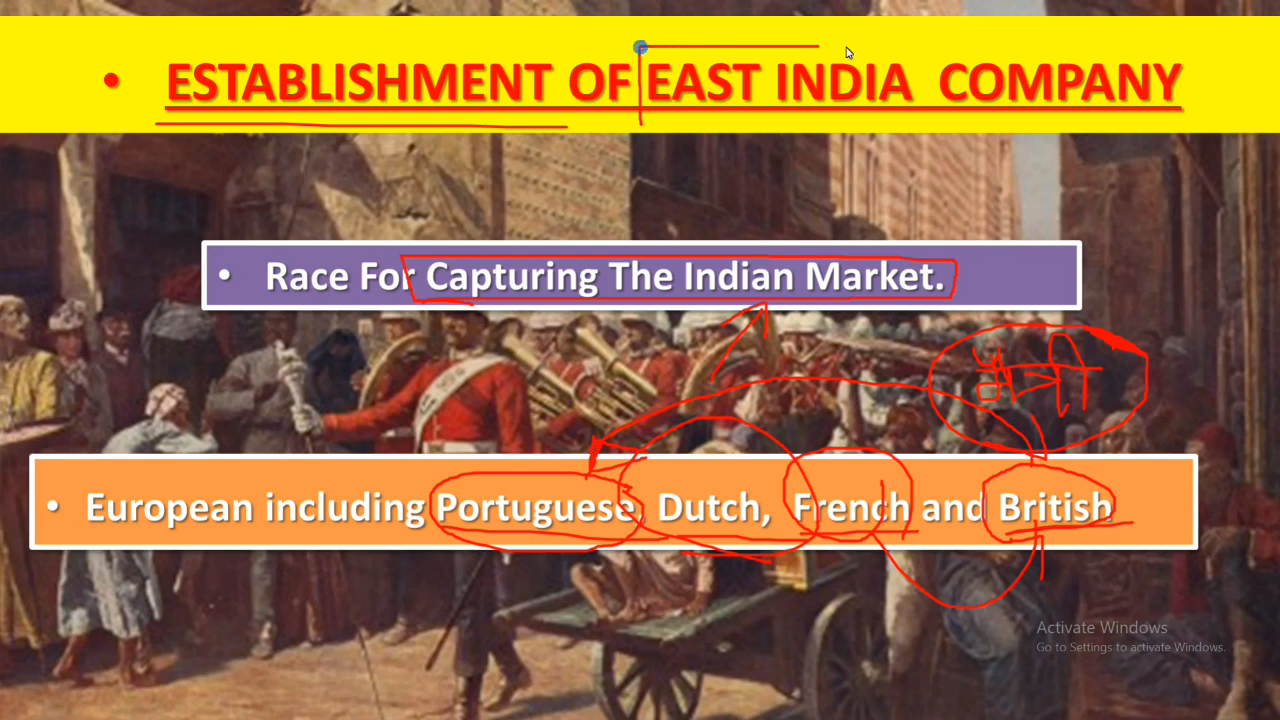 • ESTABLISHMENT OF EAST INDIA COMPANY
• Race For Capturing The Indian Market.
• European including Portuguese, Dutch, French and British
Activate Windows
Go to Settings to activate Windows.